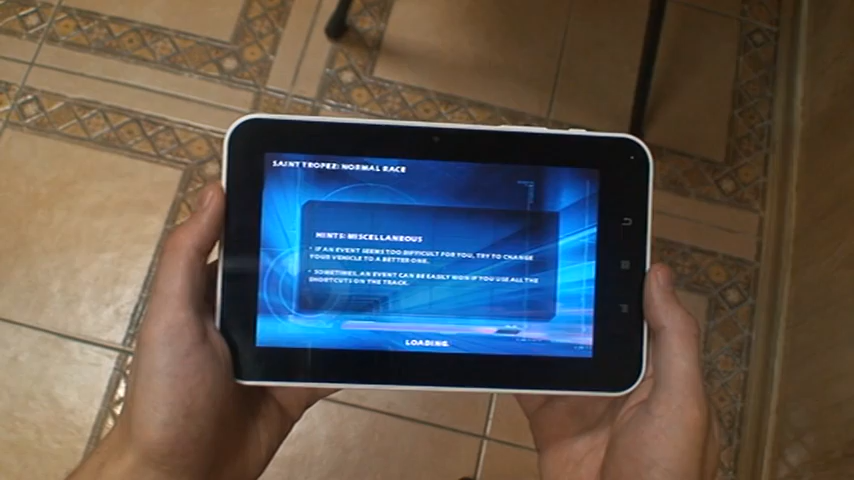 SAINT TROPEZ: NORMAL RACE
HINTS: MISCELLANEOUS
• IF AN EVENT SEEMS TOO DIFFICULT FOR YOU, TRY TO CHANGE
YOUR VEHICLE TO A BETTER ONE.
• SOMETIMES, AN EVENT CAN BE EASILY WON IF YOU USE ALL THE
SHORTCUTS ON THE TRACK.
LOADING.